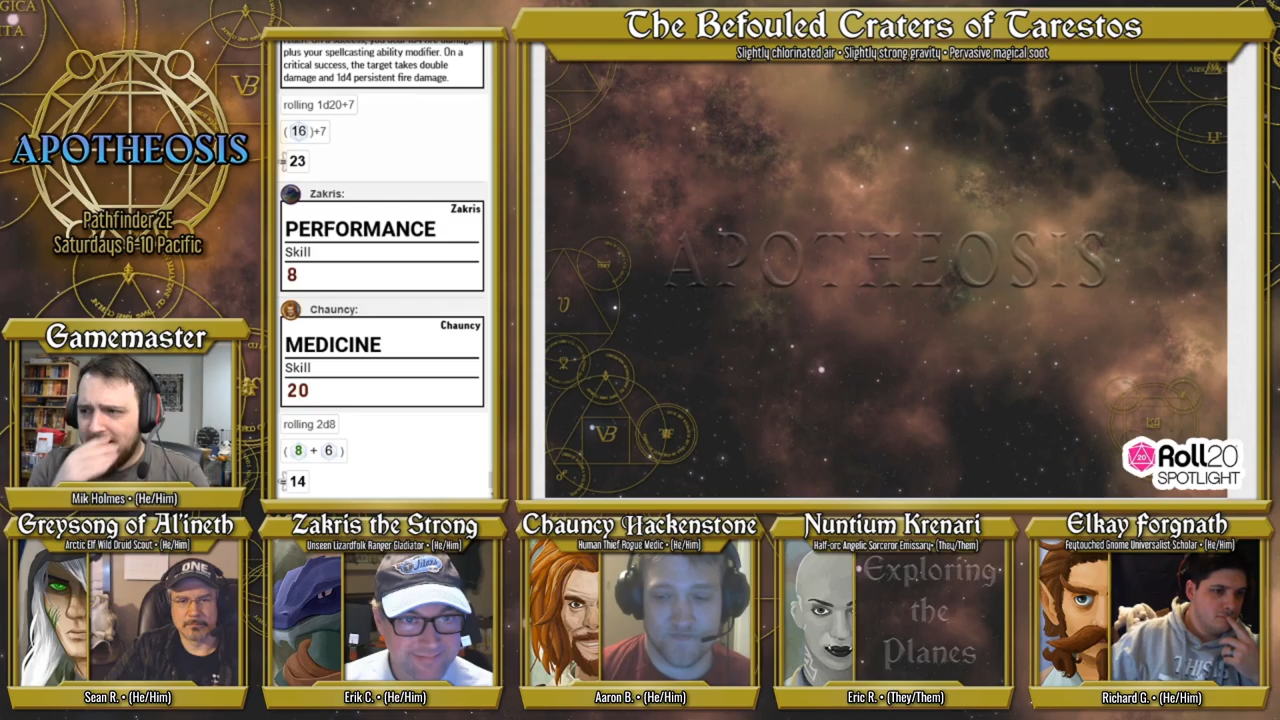 GICA
ITA
APOTHEOSIS
Pathfinder 2E
Saturdays 6-10 Pacific
plus your spellcasting ability modifier. On a
critical success, the target takes double
damage and 1d4 persistent fire damage.
rolling 1d20+7
( 16 )+7
=23
Zakris:
Zakris
PERFORMANCE
Skill
8
Chauncy:
Chauncy
MEDICINE
Skill
20
rolling 2d8
( 8 + 6 )
=14
The Befouled Craters of Tarestos
Slightly chlorinated air • Slightly strong gravity • Pervasive magical soot
APOTHEOSIS
20
Roll20
SPOTLIGHT
Gamemaster
Mik Holmes • (He/Him)
Greysong of Al'ineth
Arctic Elf Wild Druid Scout • (He/Him)
ONE
Sean R. • (He/Him)
Zakris the Strong
Unseen Lizardfolk Ranger Gladiator • (He/Him)
Titans
Erik C. • (He/Him)
Chauncy Hackenstone
Human Thief Rogue Medic • (He/Him)
Aaron B. • (He/Him)
Nuntium Krenari
Half-orc Angelic Sorceror Emissary• (They/Them)
Exploring
the
Planes
Eric R. • (They/Them)
Elkay Forgnath
Feytouched Gnome Universalist Scholar • (He/Him)
Richard G. • (He/Him)